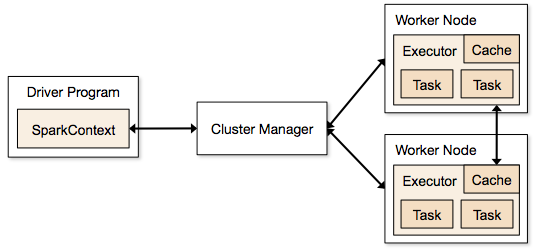 Driver Program
SparkContext
Cluster Manager
Worker Node
Executor
Cache
Task
Task
Worker Node
Executor
Cache
Task
Task